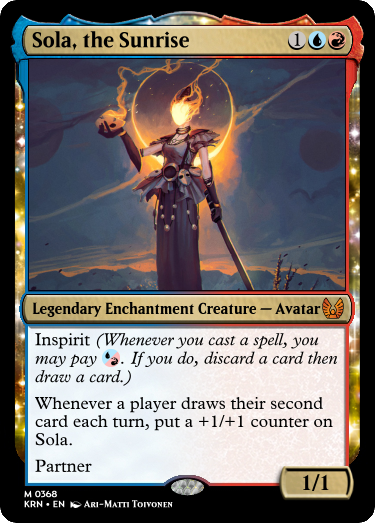 Sola, the Sunrise 1
Legendary Enchantment Creature — Avatar
Inspirit (Whenever you cast a spell, you
may pay . If you do, discard a card then
draw a card.)
Whenever a player draws their second
card each turn, put a +1/+1 counter on
Sola.
Partner
1/1
M 0368
KRN • EN Ari-Matti Toivonen